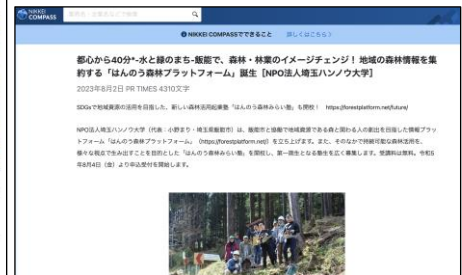 NIKKEI COMPASS
NIKKEI COMPASSでできること 詳しくはこちら
都心から40分*-水と緑のまち-飯能で、森林・林業のイメージチェンジ！ 地域の森林情報を集
約する「はんのう森林プラットフォーム」誕生［NPO法人埼玉ハンノウ大学］
2023年8月2日 PR TIMES 4310文字
SDGsで地域資源の活用を目指した、新しい森林活用起業塾「はんのう森林みらい塾」も開校！ https://forestplatform.net/future/
NPO法人埼玉ハンノウ大学（代表：小野まり・埼玉県飯能市）は、飯能市と協働で地域資源である森と関わる人の創出を目指した情報プラッ
トフォーム「はんのう森林プラットフォーム」（https://forestplatform.net/）を立ち上げます。また、そのなかで持続可能な森林活用を、
様々な観点で生み出すことを目的とした「はんのう森林みらい塾」を開校し、第一期生となる塾生を広く募集します。受講料は無料。令和5
年8月4日（金）より申込受付を開始します。